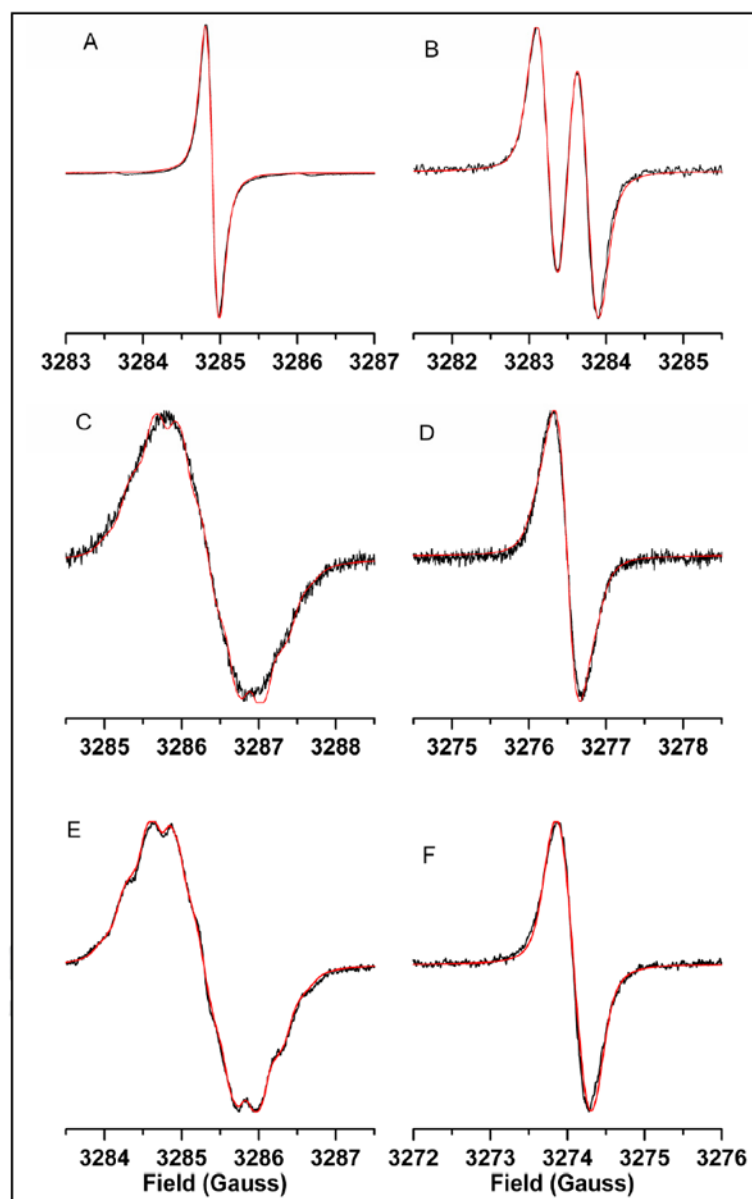 A
B
3283 3284 3285 3286 3287
3282 3283 3284 3285
C
D
3285 3286 3287 3288
3275 3276 3277 3278
E
F
3284 3285 3286 3287
3272 3273 3274 3275 3276
Field (Gauss)
Field (Gauss)